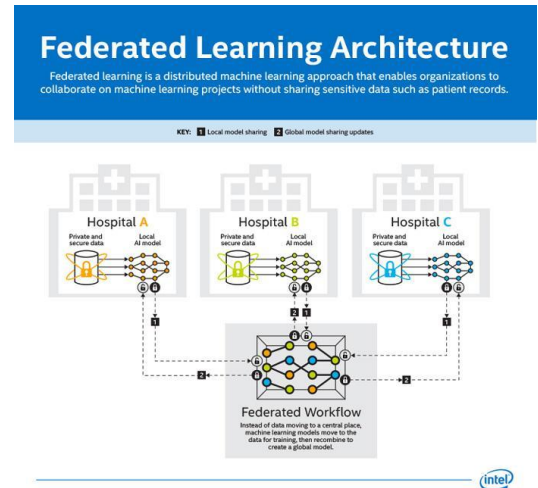 Federated Learning Architecture
Federated learning is a distributed machine learning approach that enables organizations to
collaborate on machine learning projects without sharing sensitive data such as patient records.
KEY: 1 Local model sharing 2 Global model sharing updates
Hospital A
Private and
secure data
Local
AI model
Hospital B
Private and
secure data
Local
AI model
Hospital C
Private and
secure data
Local
AI model
1
2
1
1
2
2
Federated Workflow
Instead of data moving to a central place,
machine learning models move to the
data for training, then recombine to
create a global model.
intel